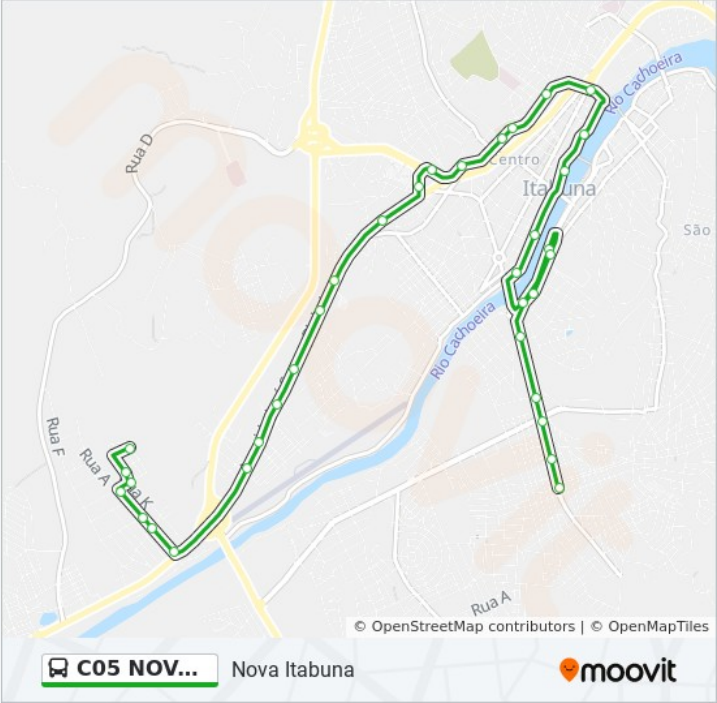 Rio Cachoeira
Rua D
Centro
Itabuna
São
Rio Cachoeira
Rua F
Rua A
Rua A
© OpenStreetMap contributors | © OpenMapTiles
C05 NOV... Nova Itabuna
moovit